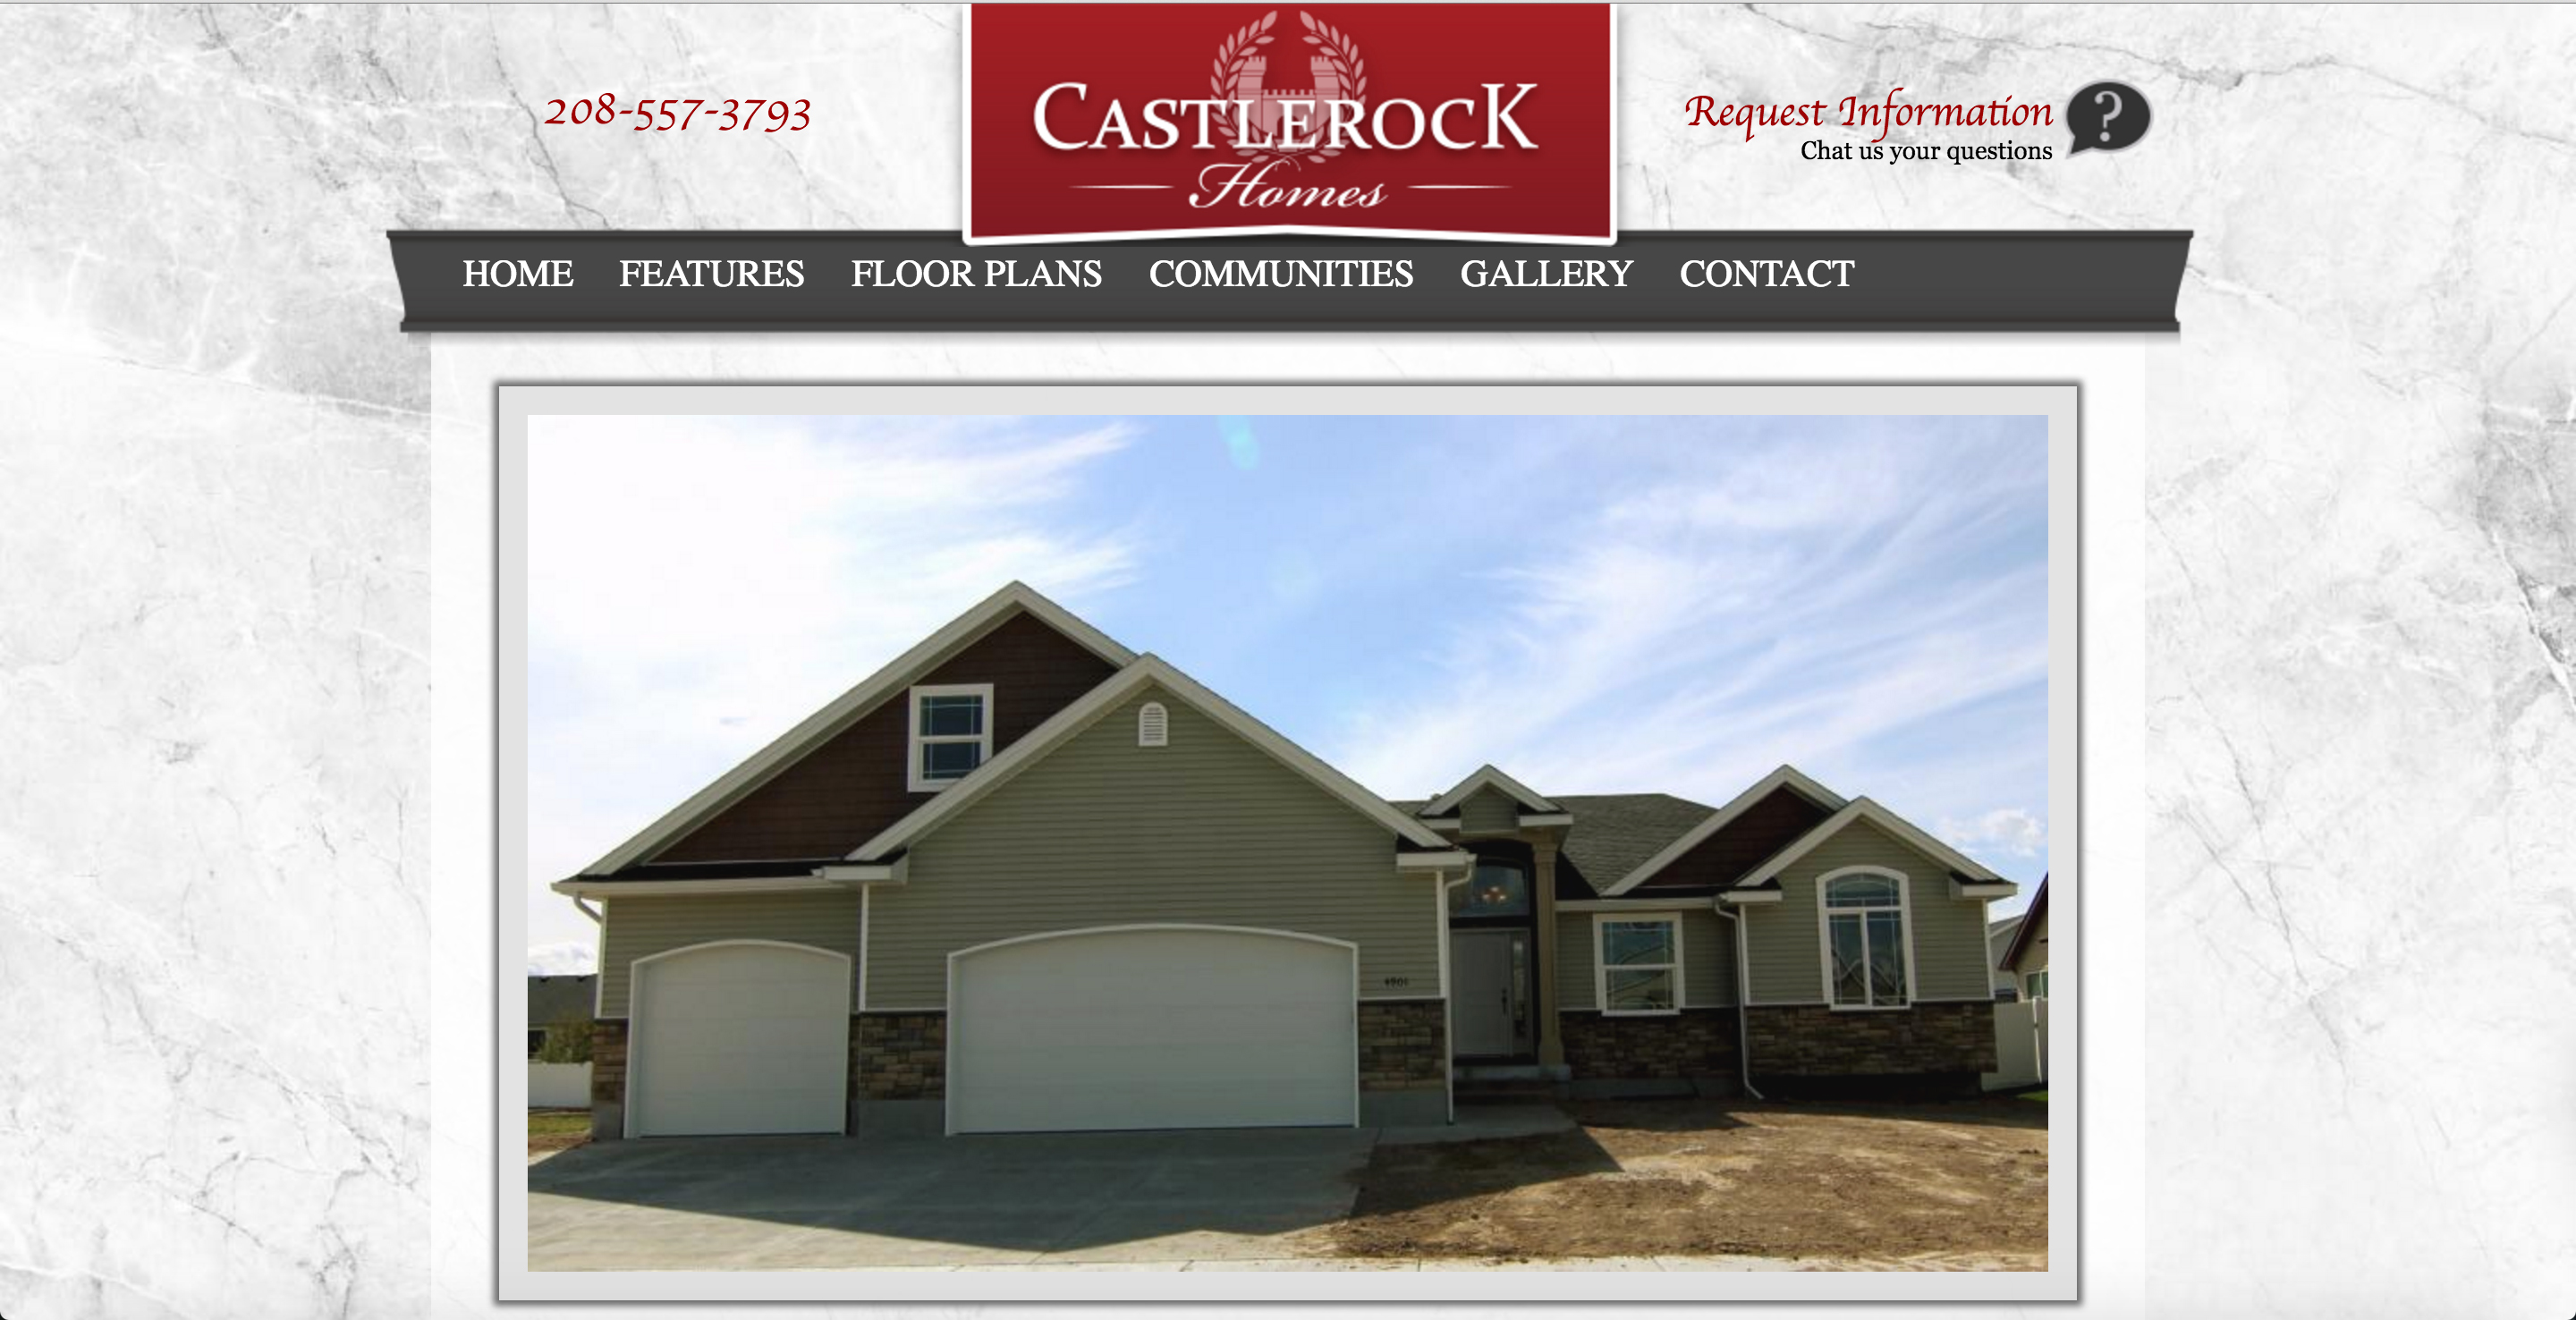 208-557-3793
CASTLEROCK
Homes
Request Information
Chat us your questions
?
HOME FEATURES FLOOR PLANS COMMUNITIES GALLERY CONTACT
4901